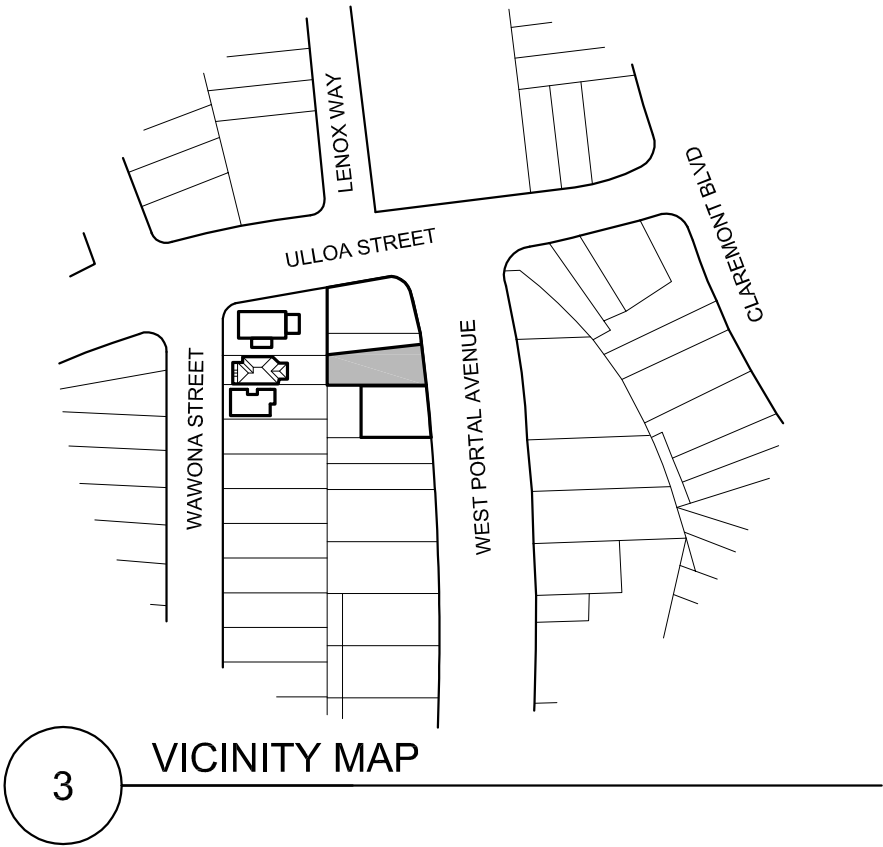 LENOX WAY
CLAREMONT BLVD
ULLOA STREET
WAWONA STREET
WEST PORTAL AVENUE
3
VICINITY MAP